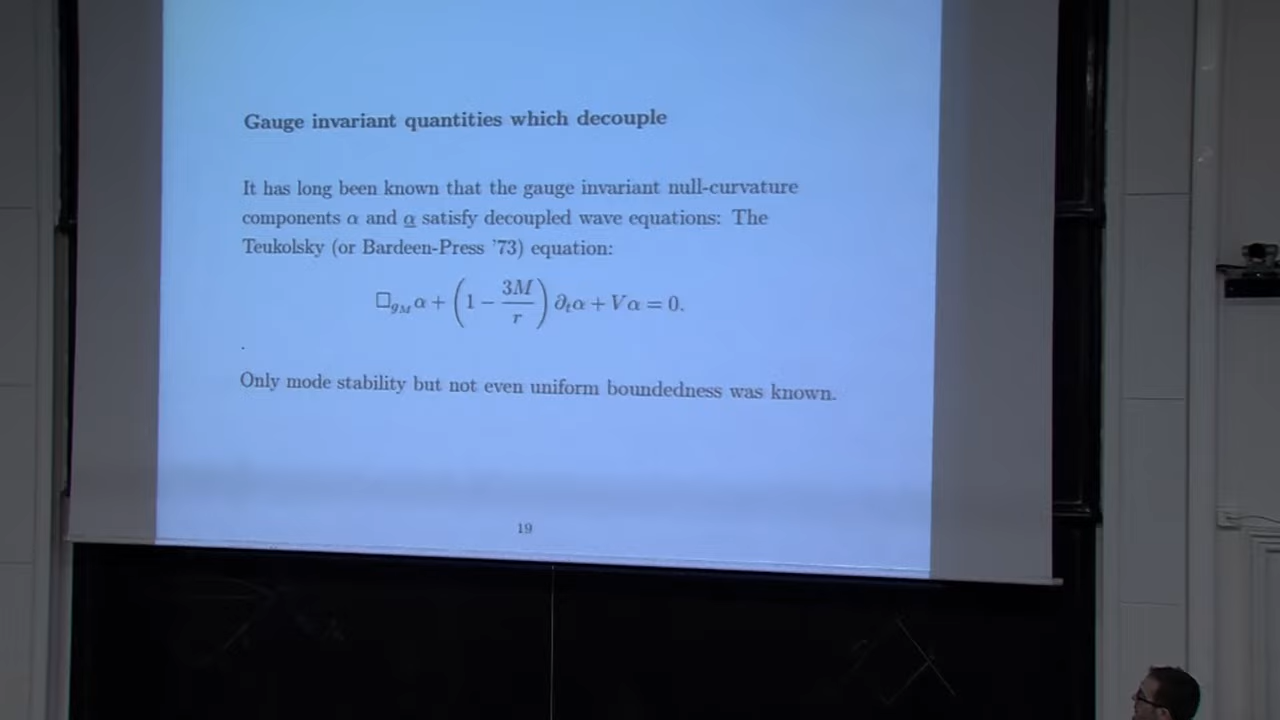 Gauge invariant quantities which decouple
It has long been known that the gauge invariant null-curvature
components α and α̲ satisfy decoupled wave equations: The
Teukolsky (or Bardeen-Press '73) equation:
□_{g_M} α + (1 − 3M/r) ∂_t α + V α = 0.
.
Only mode stability but not even uniform boundedness was known.
19